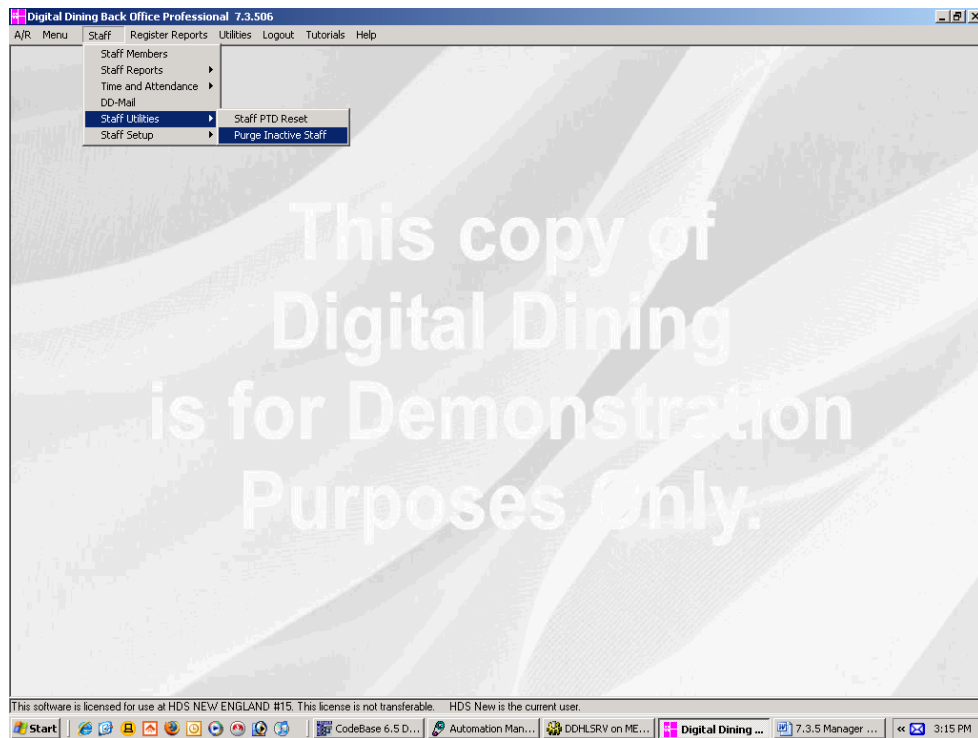 Digital Dining Back Office Professional 7.3.506
A/R Menu Staff Register Reports Utilities Logout Tutorials Help
Staff Members
Staff Reports
Time and Attendance
DD-Mail
Staff Utilities
Staff Setup
Staff PTD Reset
Purge Inactive Staff
This copy of
Digital Dining
is for Demonstration
Purposes Only.
This software is licensed for use at HDS NEW ENGLAND #15. This license is not transferable. HDS New is the current user.
Start CodeBase 6.5 D... Automation Man... DDHLSRV on ME... Digital Dining ... 7.3.5 Manager ... « 3:15 PM